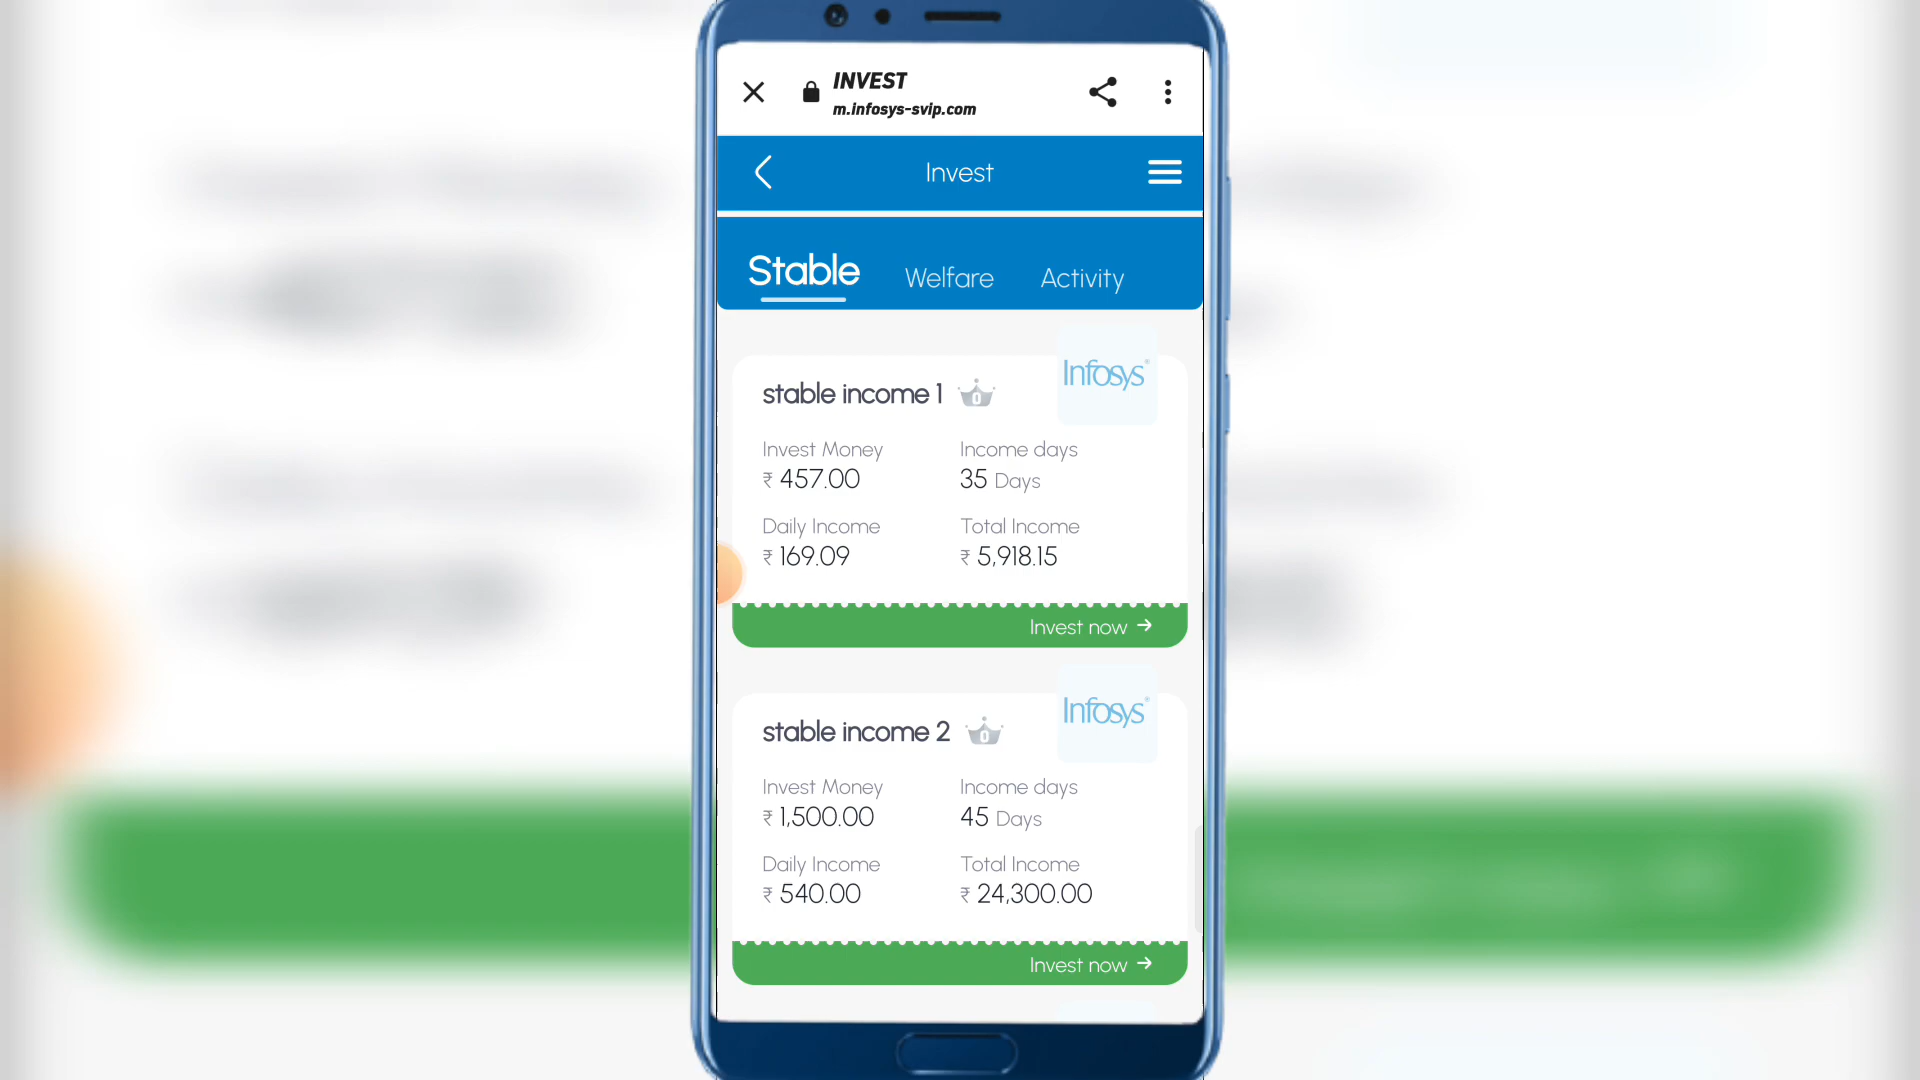 INVEST
m.infosys-svip.com
Invest
Stable Welfare Activity
Infosys®
stable income 1 0
Invest Money Income days
₹ 457.00 35 Days
Daily Income Total Income
₹ 169.09 ₹ 5,918.15
Invest now →
Infosys®
stable income 2 0
Invest Money Income days
₹ 1,500.00 45 Days
Daily Income Total Income
₹ 540.00 ₹ 24,300.00
Invest now →